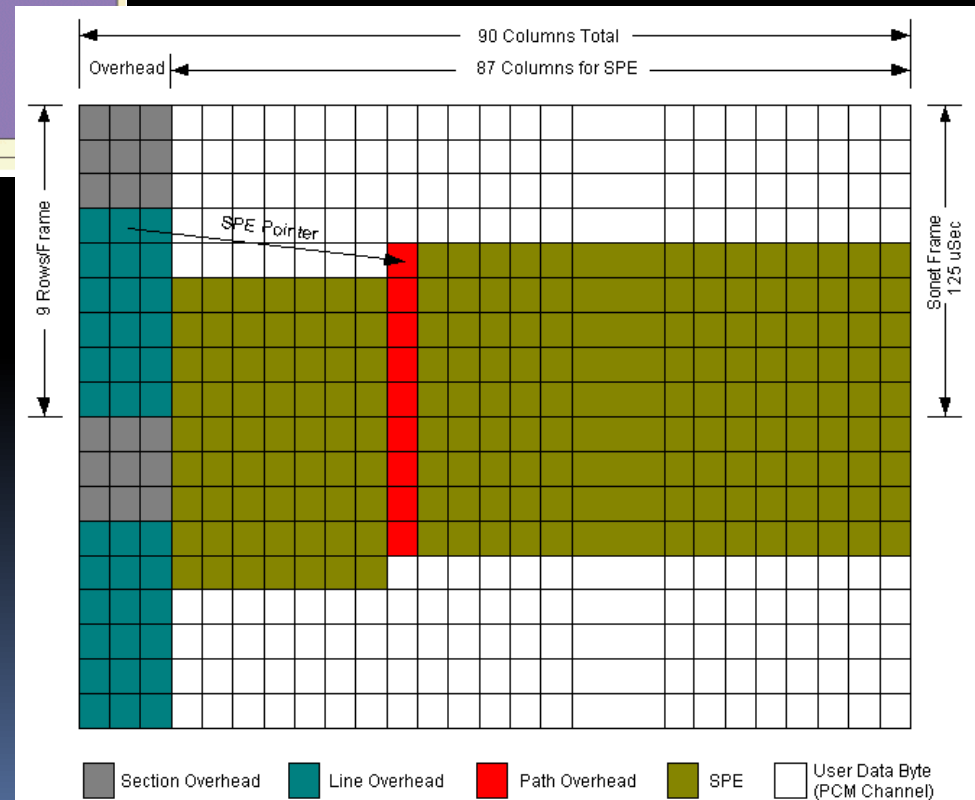 90 Columns Total
Overhead
87 Columns for SPE
SPE Pointer
9 Rows/Frame
Sonet Frame
125 uSec
Section Overhead
Line Overhead
Path Overhead
SPE
User Data Byte
(PCM Channel)